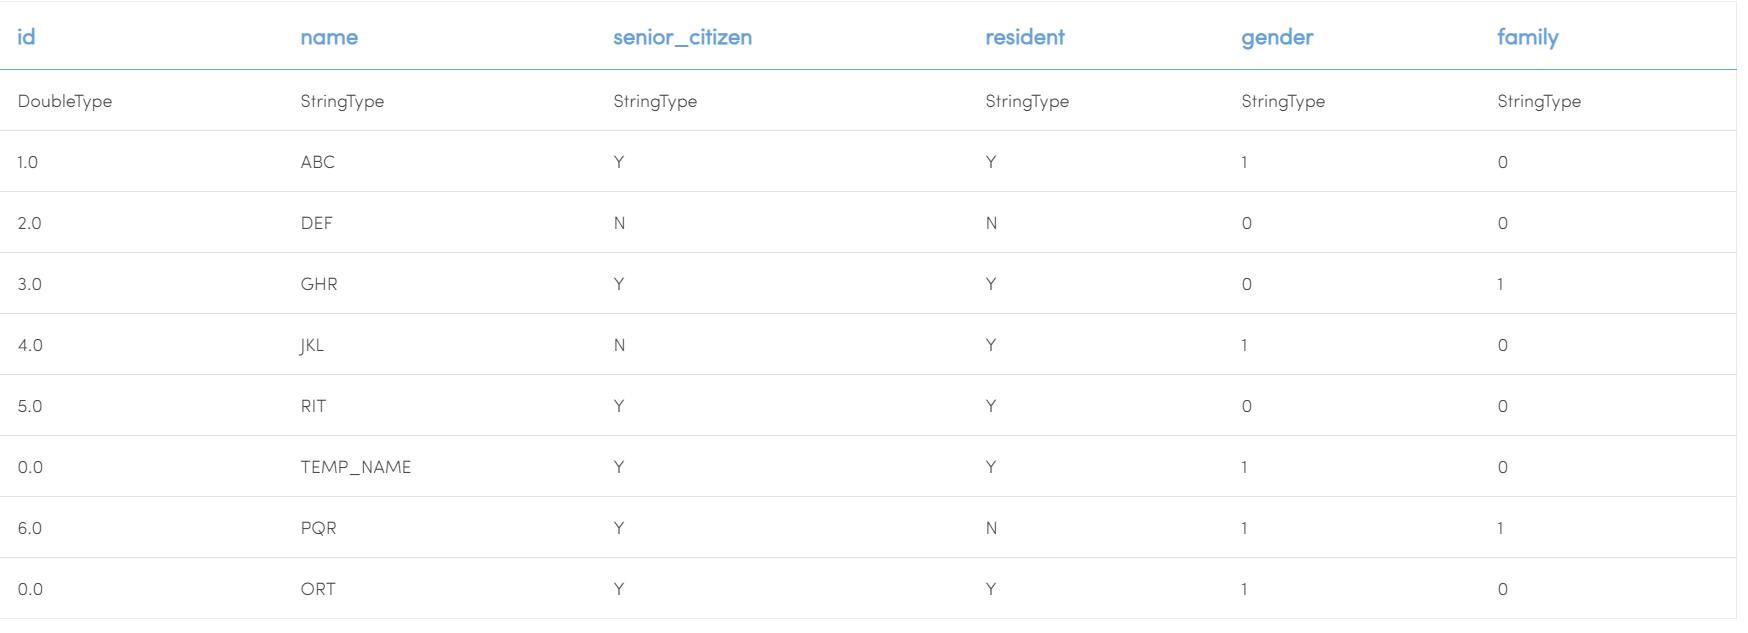 id name senior_citizen resident gender family
DoubleType StringType StringType StringType StringType StringType
1.0 ABC Y Y 1 0
2.0 DEF N N 0 0
3.0 GHR Y Y 0 1
4.0 JKL N Y 1 0
5.0 RIT Y Y 0 0
0.0 TEMP_NAME Y Y 1 0
6.0 PQR Y N 1 1
0.0 ORT Y Y 1 0